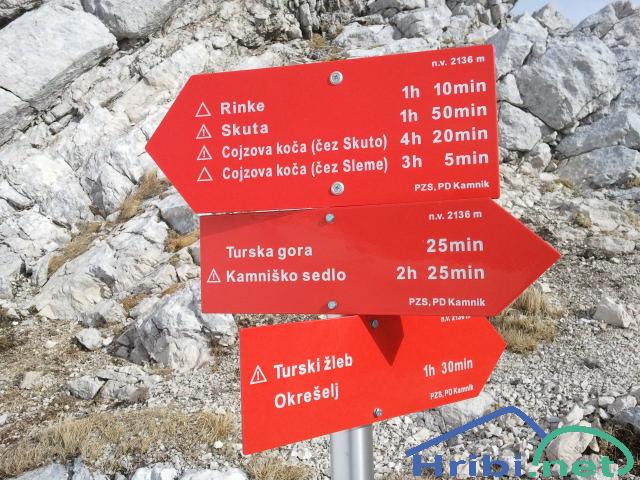 n.v. 2136 m
Rinke 1h 10min
Skuta 1h 50min
Cojzova koča (čez Skuto) 4h 20min
Cojzova koča (čez Sleme) 3h 5min
PZS, PD Kamnik
n.v. 2136 m
Turska gora 25min
Kamniško sedlo 2h 25min
PZS, PD Kamnik
n.v. 2136
Turski žleb
Okrešelj 1h 30min
PZS, PD Kamnik
Hribi.net